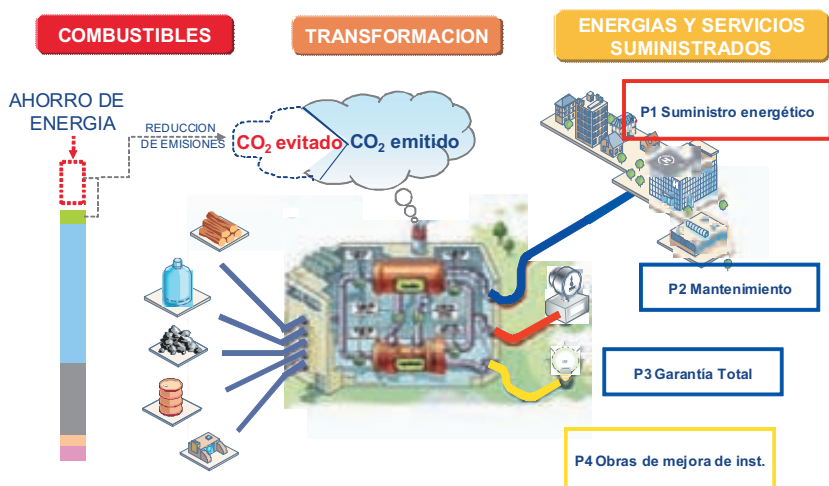 COMBUSTIBLES
TRANSFORMACION
ENERGIAS Y SERVICIOS
SUMINISTRADOS
AHORRO DE
ENERGIA
REDUCCION
DE EMISIONES
CO2 evitado
CO2 emitido
P1 Suministro energético
P2 Mantenimiento
P3 Garantía Total
P4 Obras de mejora de inst.